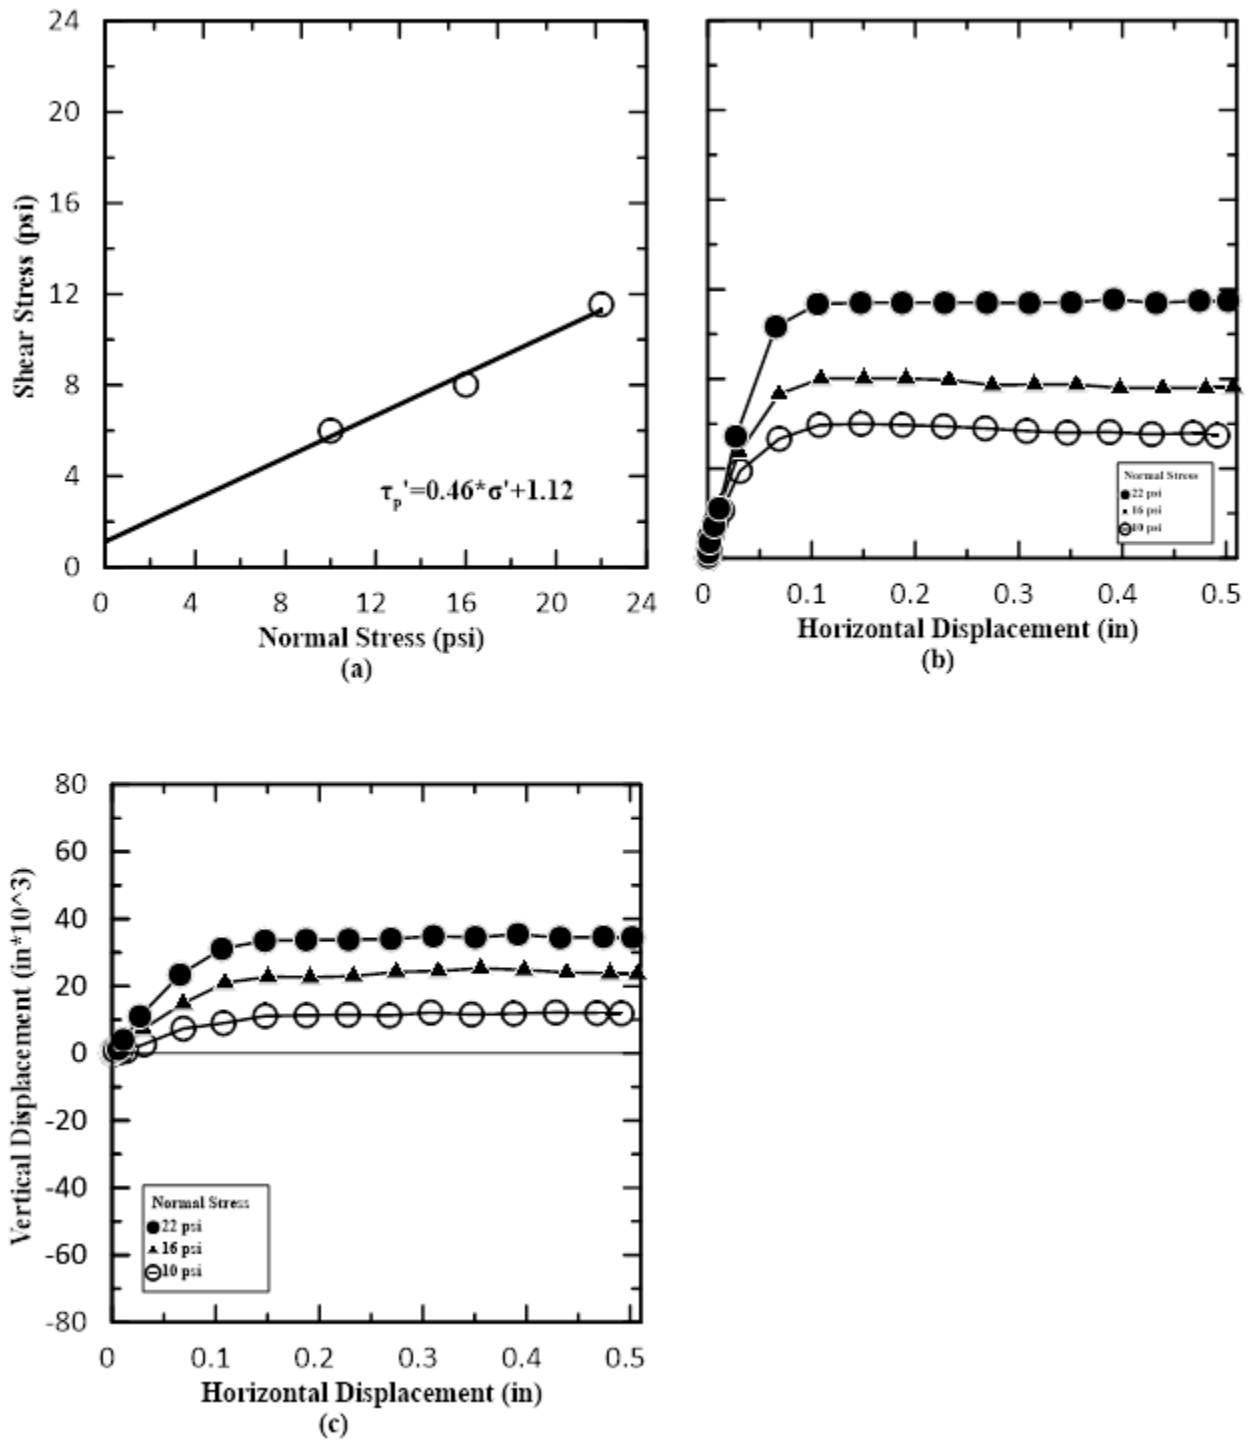 24
20
16
12
8
4
0
Shear Stress (psi)
τp'=0.46*σ'+1.12
0 4 8 12 16 20 24
Normal Stress (psi)
(a)
Normal Stress
22 psi
16 psi
10 psi
0 0.1 0.2 0.3 0.4 0.5
Horizontal Displacement (in)
(b)
80
60
40
20
0
-20
-40
-60
-80
Vertical Displacement (in*10^3)
Normal Stress
22 psi
16 psi
10 psi
0 0.1 0.2 0.3 0.4 0.5
Horizontal Displacement (in)
(c)